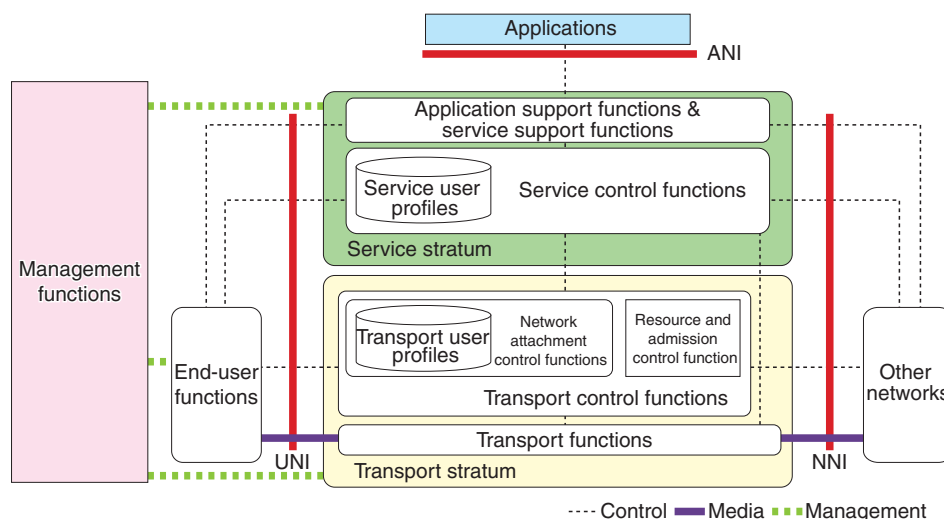 Applications
ANI
Application support functions &
service support functions
Service user
profiles
Service control functions
Service stratum
Management
functions
Transport user
profiles
Network
attachment
control functions
Resource and
admission
control function
End-user
functions
Other
networks
Transport control functions
Transport functions
UNI
Transport stratum
NNI
Control
Media
Management